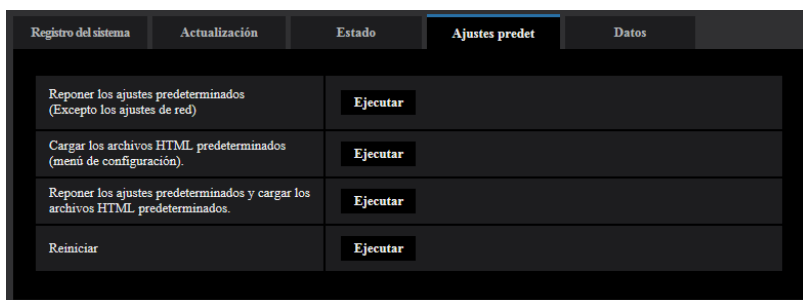 Registro del sistema Actualización Estado Ajustes predet Datos
Reponer los ajustes predeterminados
(Excepto los ajustes de red)
Ejecutar
Cargar los archivos HTML predeterminados
(menú de configuración).
Ejecutar
Reponer los ajustes predeterminados y cargar los
archivos HTML predeterminados.
Ejecutar
Reiniciar
Ejecutar